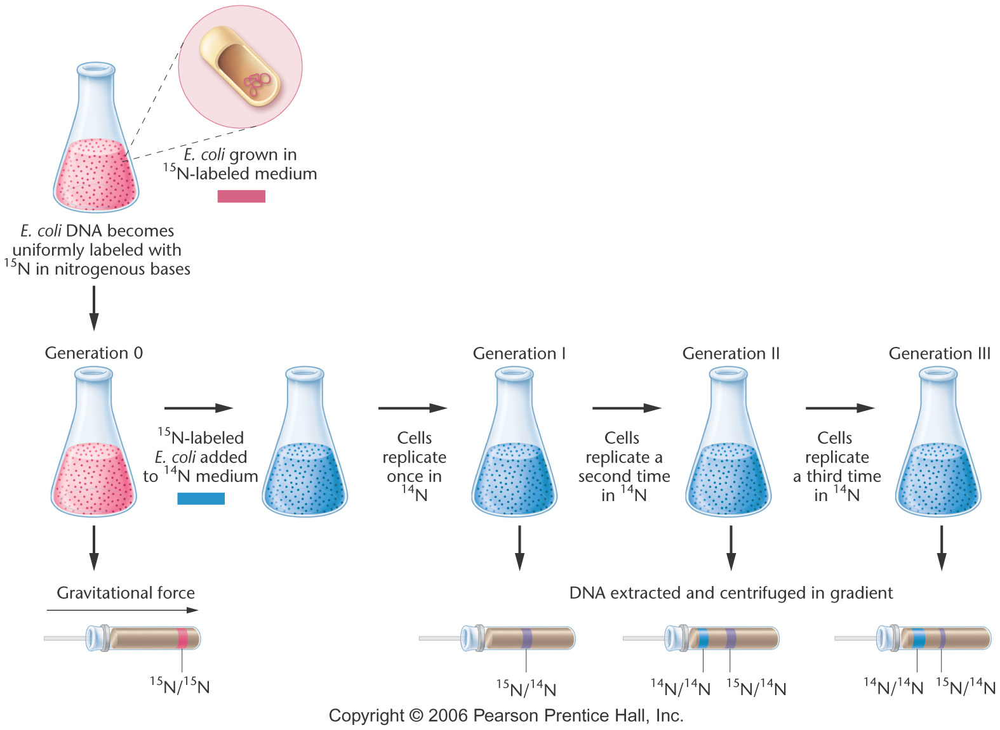 E. coli grown in
¹⁵N-labeled medium
E. coli DNA becomes
uniformly labeled with
¹⁵N in nitrogenous bases
Generation 0
¹⁵N-labeled
E. coli added
to ¹⁴N medium
Cells
replicate
once in
¹⁴N
Generation I
Cells
replicate a
second time
in ¹⁴N
Generation II
Cells
replicate
a third time
in ¹⁴N
Generation III
Gravitational force
DNA extracted and centrifuged in gradient
¹⁵N/¹⁵N
¹⁵N/¹⁴N
¹⁴N/¹⁴N
¹⁵N/¹⁴N
¹⁴N/¹⁴N
¹⁵N/¹⁴N
Copyright © 2006 Pearson Prentice Hall, Inc.